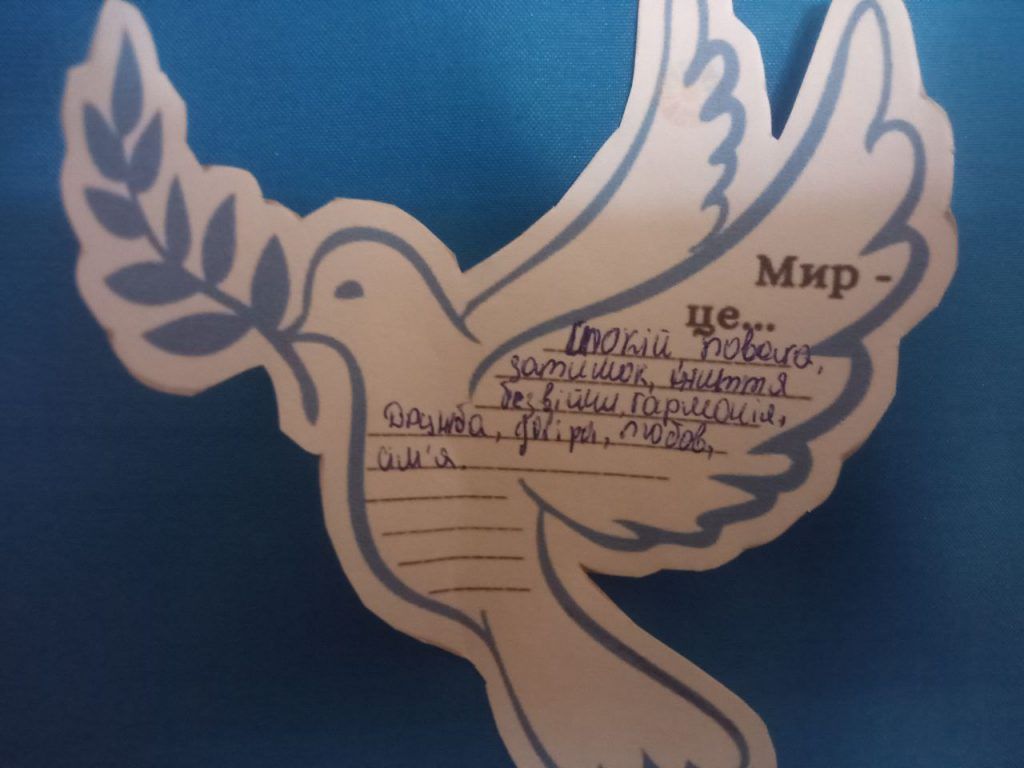 Мир -
це...
Спокій, повага,
затишок, життя
без війни, гармонія,
Дружба, довіра, любов,
сім'я.